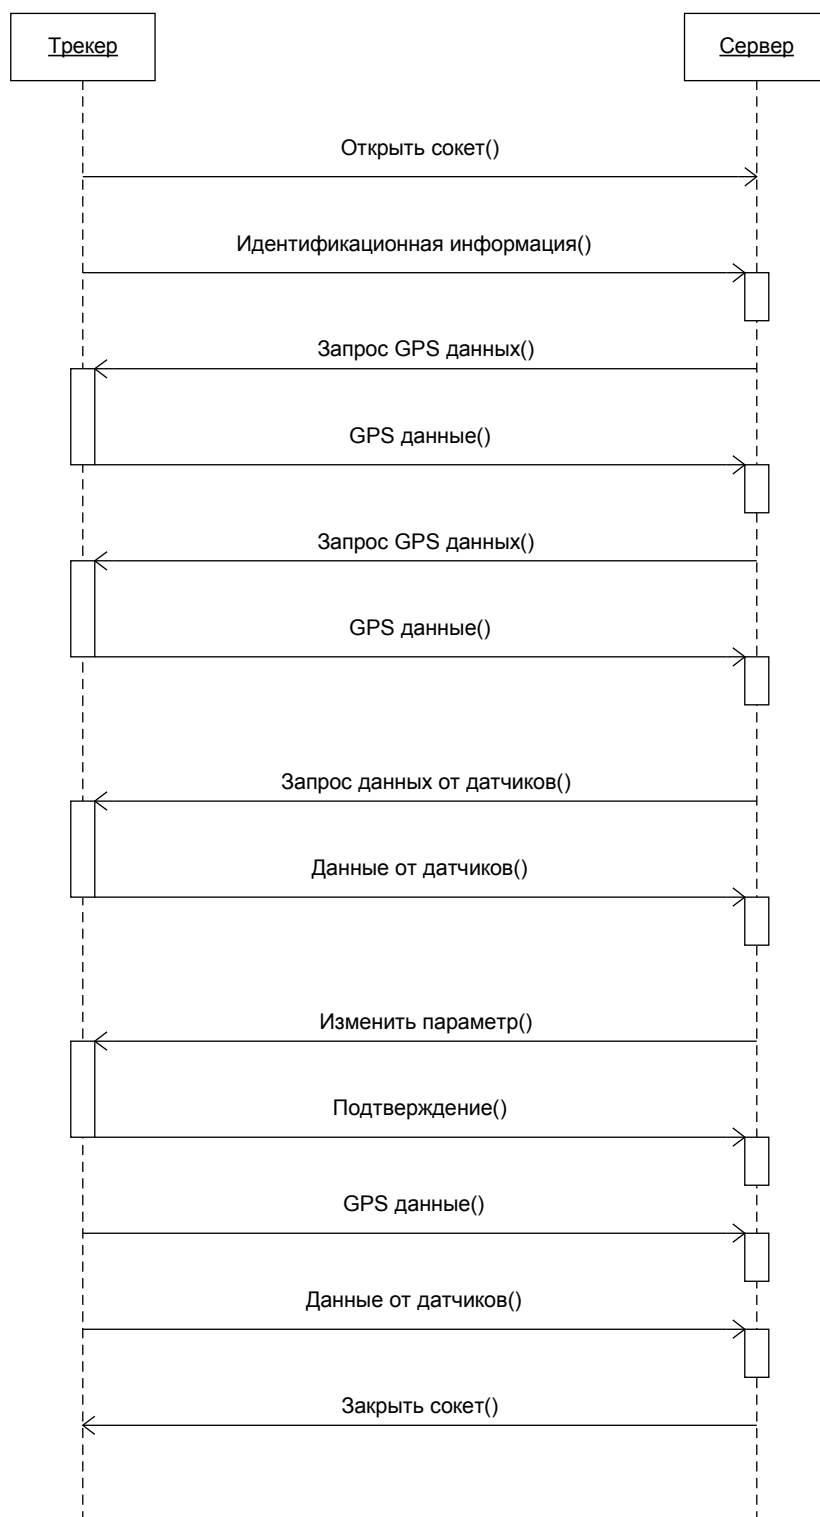 Трекер
Сервер
Открыть сокет()
Идентификационная информация()
Запрос GPS данных()
GPS данные()
Запрос GPS данных()
GPS данные()
Запрос данных от датчиков()
Данные от датчиков()
Изменить параметр()
Подтверждение()
GPS данные()
Данные от датчиков()
Закрыть сокет()